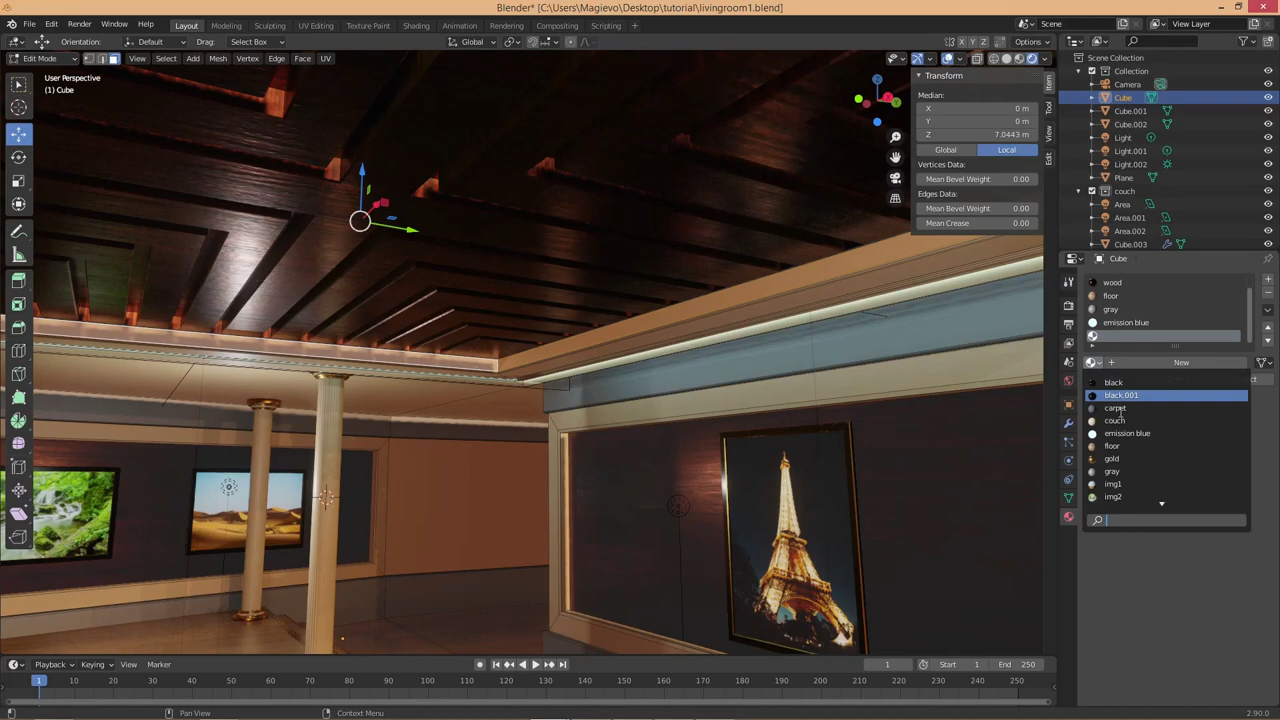 Blender* [C:\Users\Magievo\Desktop\tutorial\livingroom1.blend]
File Edit Render Window Help Layout Modeling Sculpting UV Editing Texture Paint Shading Animation Rendering Compositing Scripting + Scene View Layer
Orientation: Default Drag: Select Box Global X Y Z Options
Edit Mode View Select Add Mesh Vertex Edge Face UV
User Perspective
(1) Cube
Transform
Median:
X 0 m
Y 0 m
Z 7.0443 m
Global Local
Vertices Data:
Mean Bevel Weight 0.00
Edges Data:
Mean Bevel Weight 0.00
Mean Crease 0.00
Item
Tool
View
Edit
Scene Collection
Collection
Camera
Cube
Cube.001
Cube.002
Light
Light.001
Light.002
Plane
couch
Area
Area.001
Area.002
Cube.003
Cube
wood
floor
gray
emission blue
New
black
black.001
carpet
couch
emission blue
floor
gold
gray
img1
img2
Playback Keying View Marker 1 Start 1 End 250
1 10 20 30 40 50 60 70 80 90 100 110 120 130 140 150 160 170 180 190 200 210 220 230 240 250
Pan View Context Menu 2.90.0